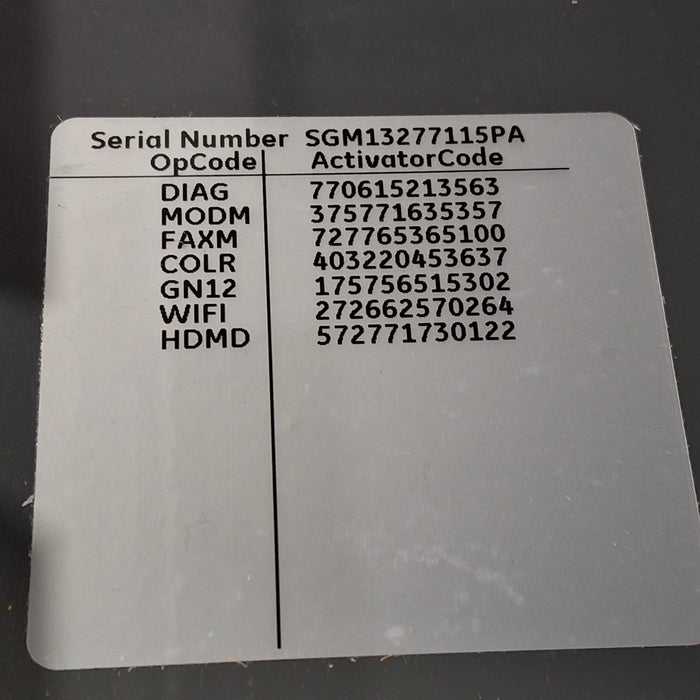 Serial Number SGM13277115PA
OpCode ActivatorCode
DIAG 770615213563
MODM 375771635357
FAXM 727765365100
COLR 403220453637
GN12 175756515302
WIFI 272662570264
HDMD 572771730122